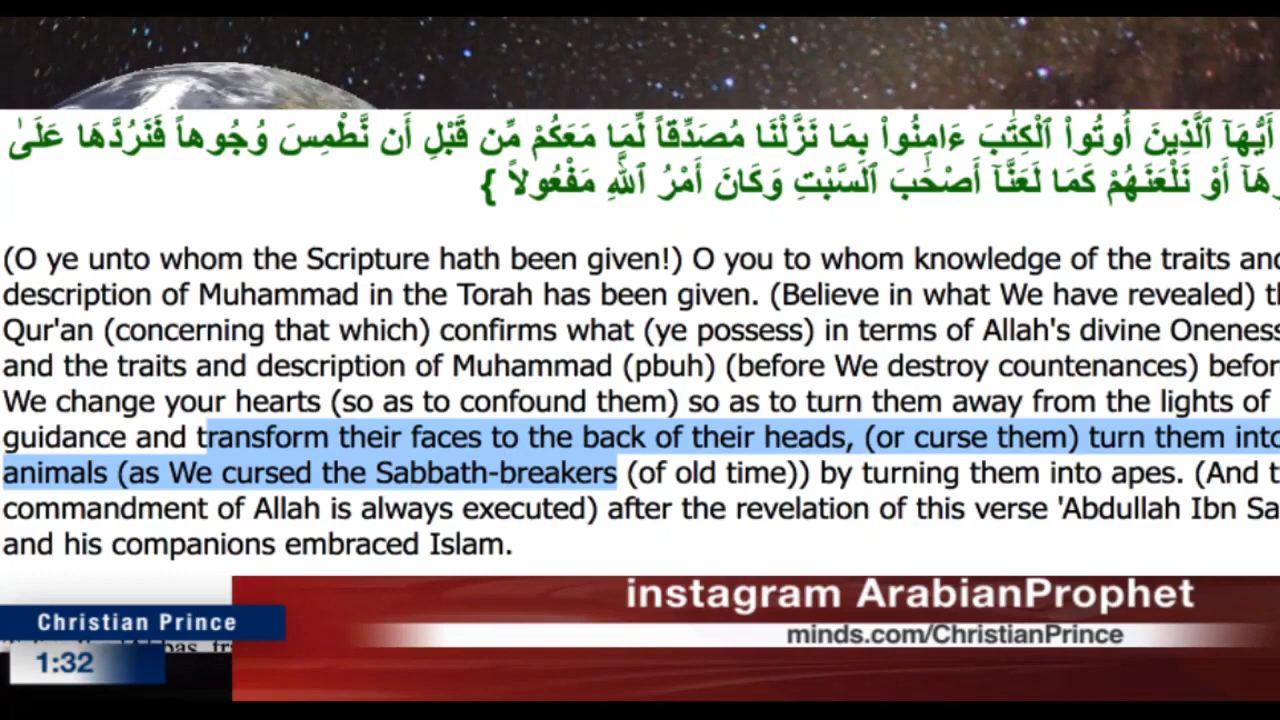 أَيُّهَآ ٱلَّذِينَ أُوتُواْ ٱلْكِتَٰبَ ءَامِنُواْ بِمَا نَزَّلْنَا مُصَدِّقاً لِّمَا مَعَكُمْ مِّن قَبْلِ أَن نَّطْمِسَ وُجُوهاً فَنَرُدَّهَا عَلَىٰ
أَوْ نَلْعَنَهُمْ كَمَا لَعَنَّآ أَصْحَٰبَ ٱلسَّبْتِ وَكَانَ أَمْرُ ٱللَّهِ مَفْعُولاً }
(O ye unto whom the Scripture hath been given!) O you to whom knowledge of the traits and
description of Muhammad in the Torah has been given. (Believe in what We have revealed)
Qur'an (concerning that which) confirms what (ye possess) in terms of Allah's divine Oneness
and the traits and description of Muhammad (pbuh) (before We destroy countenances)
We change your hearts (so as to confound them) so as to turn them away from the lights of
guidance and transform their faces to the back of their heads, (or curse them) turn them into
animals (as We cursed the Sabbath-breakers (of old time)) by turning them into apes. (And
commandment of Allah is always executed) after the revelation of this verse 'Abdullah Ibn
and his companions embraced Islam.
instagram ArabianProphet
Christian Prince
minds.com/ChristianPrince
1:32